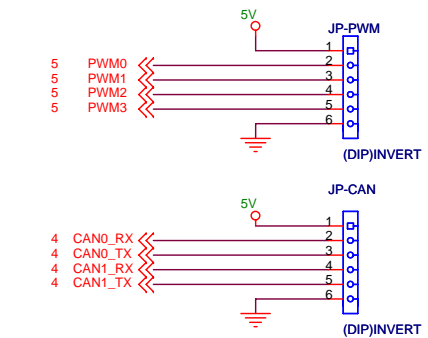 5V
JP-PWM
1
5 PWM0 2
5 PWM1 3
5 PWM2 4
5 PWM3 5
6
(DIP)INVERT
JP-CAN
5V
1
4 CAN0_RX 2
4 CAN0_TX 3
4 CAN1_RX 4
4 CAN1_TX 5
6
(DIP)INVERT